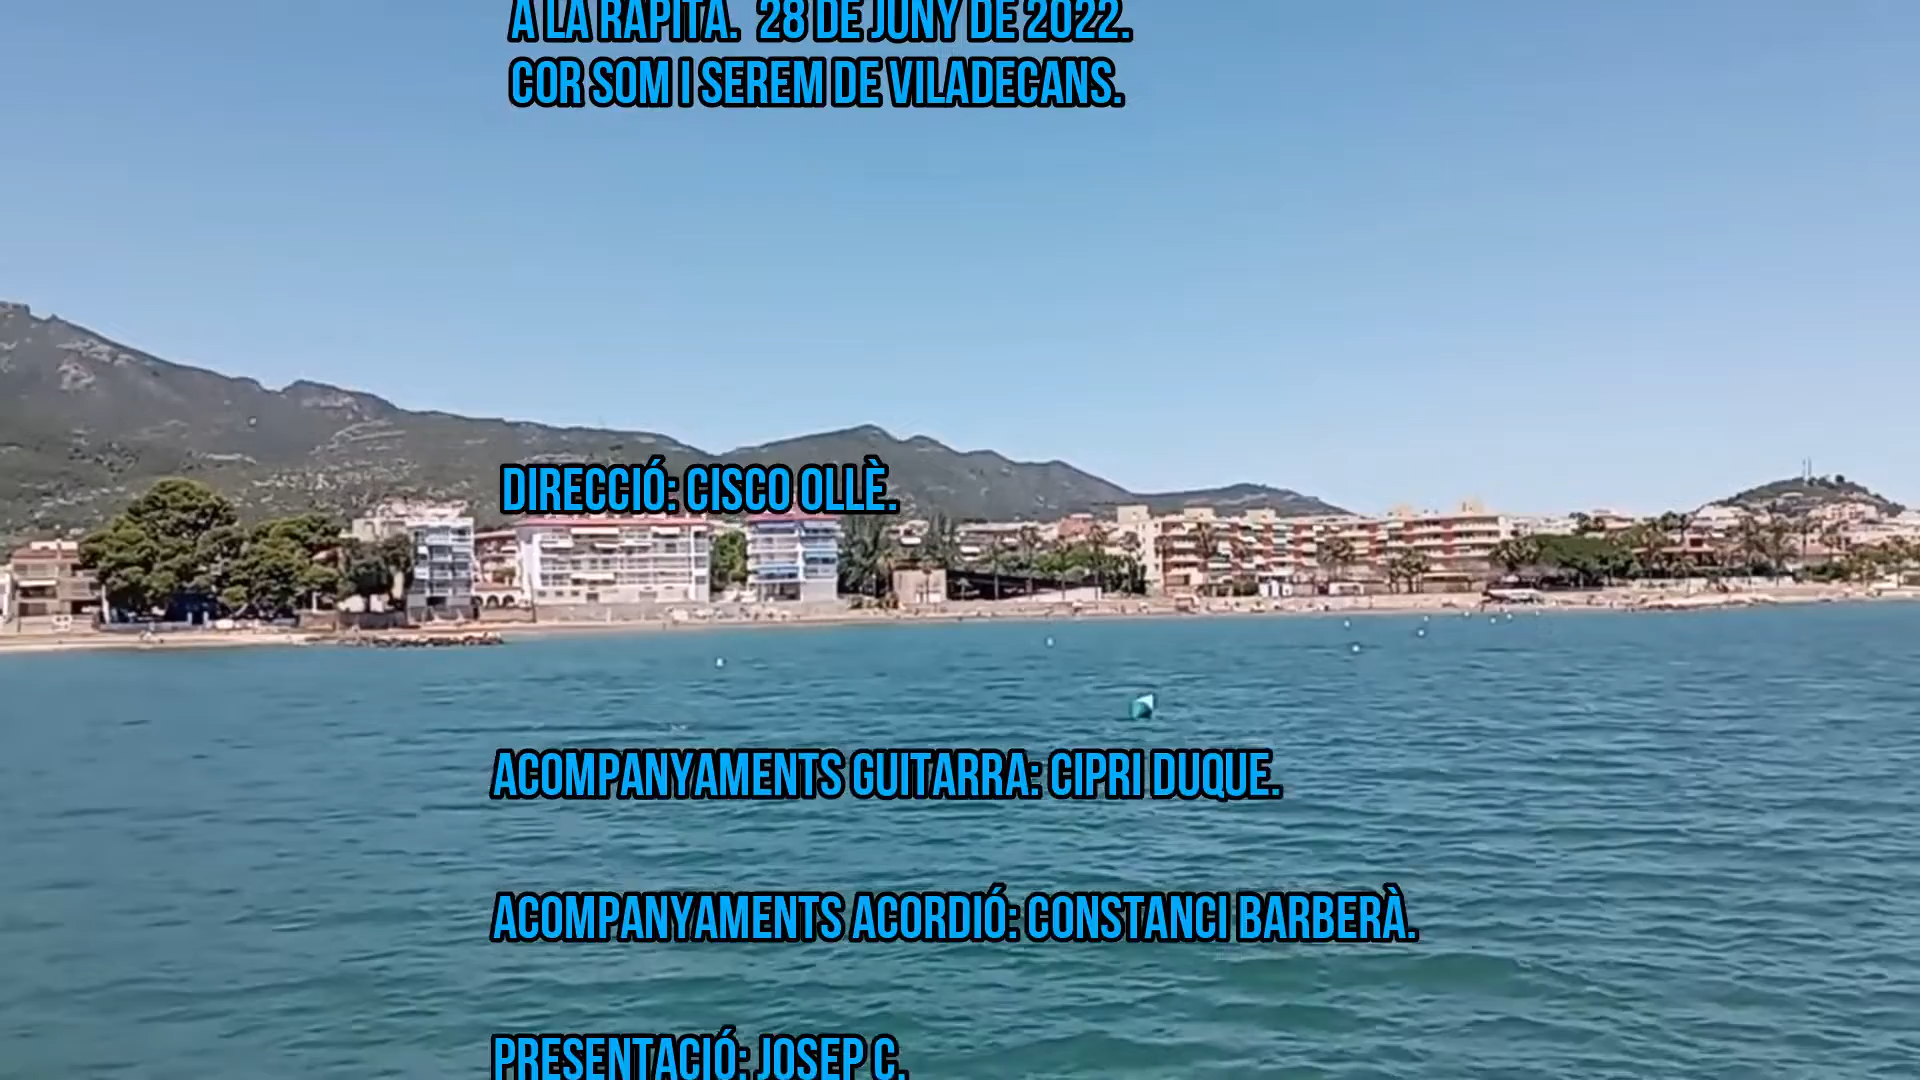 A LA RÀPITA. 28 DE JUNY DE 2022.
COR SOM I SEREM DE VILADECANS.
DIRECCIÓ: CISCO OLLÈ.
ACOMPANYAMENTS GUITARRA: CIPRI DUQUE.
ACOMPANYAMENTS ACORDIÓ: CONSTANCI BARBERÀ.
PRESENTACIÓ: JOSEP C.